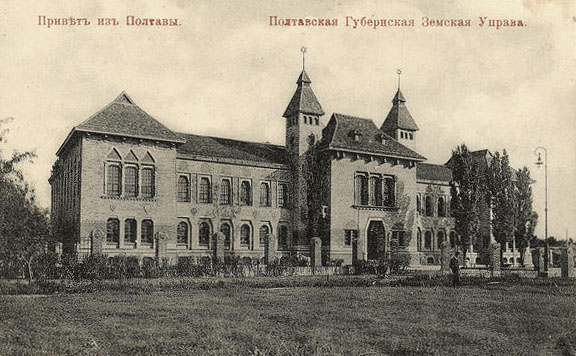 Привѣтъ изъ Полтавы.
Полтавская Губернская Земская Управа.